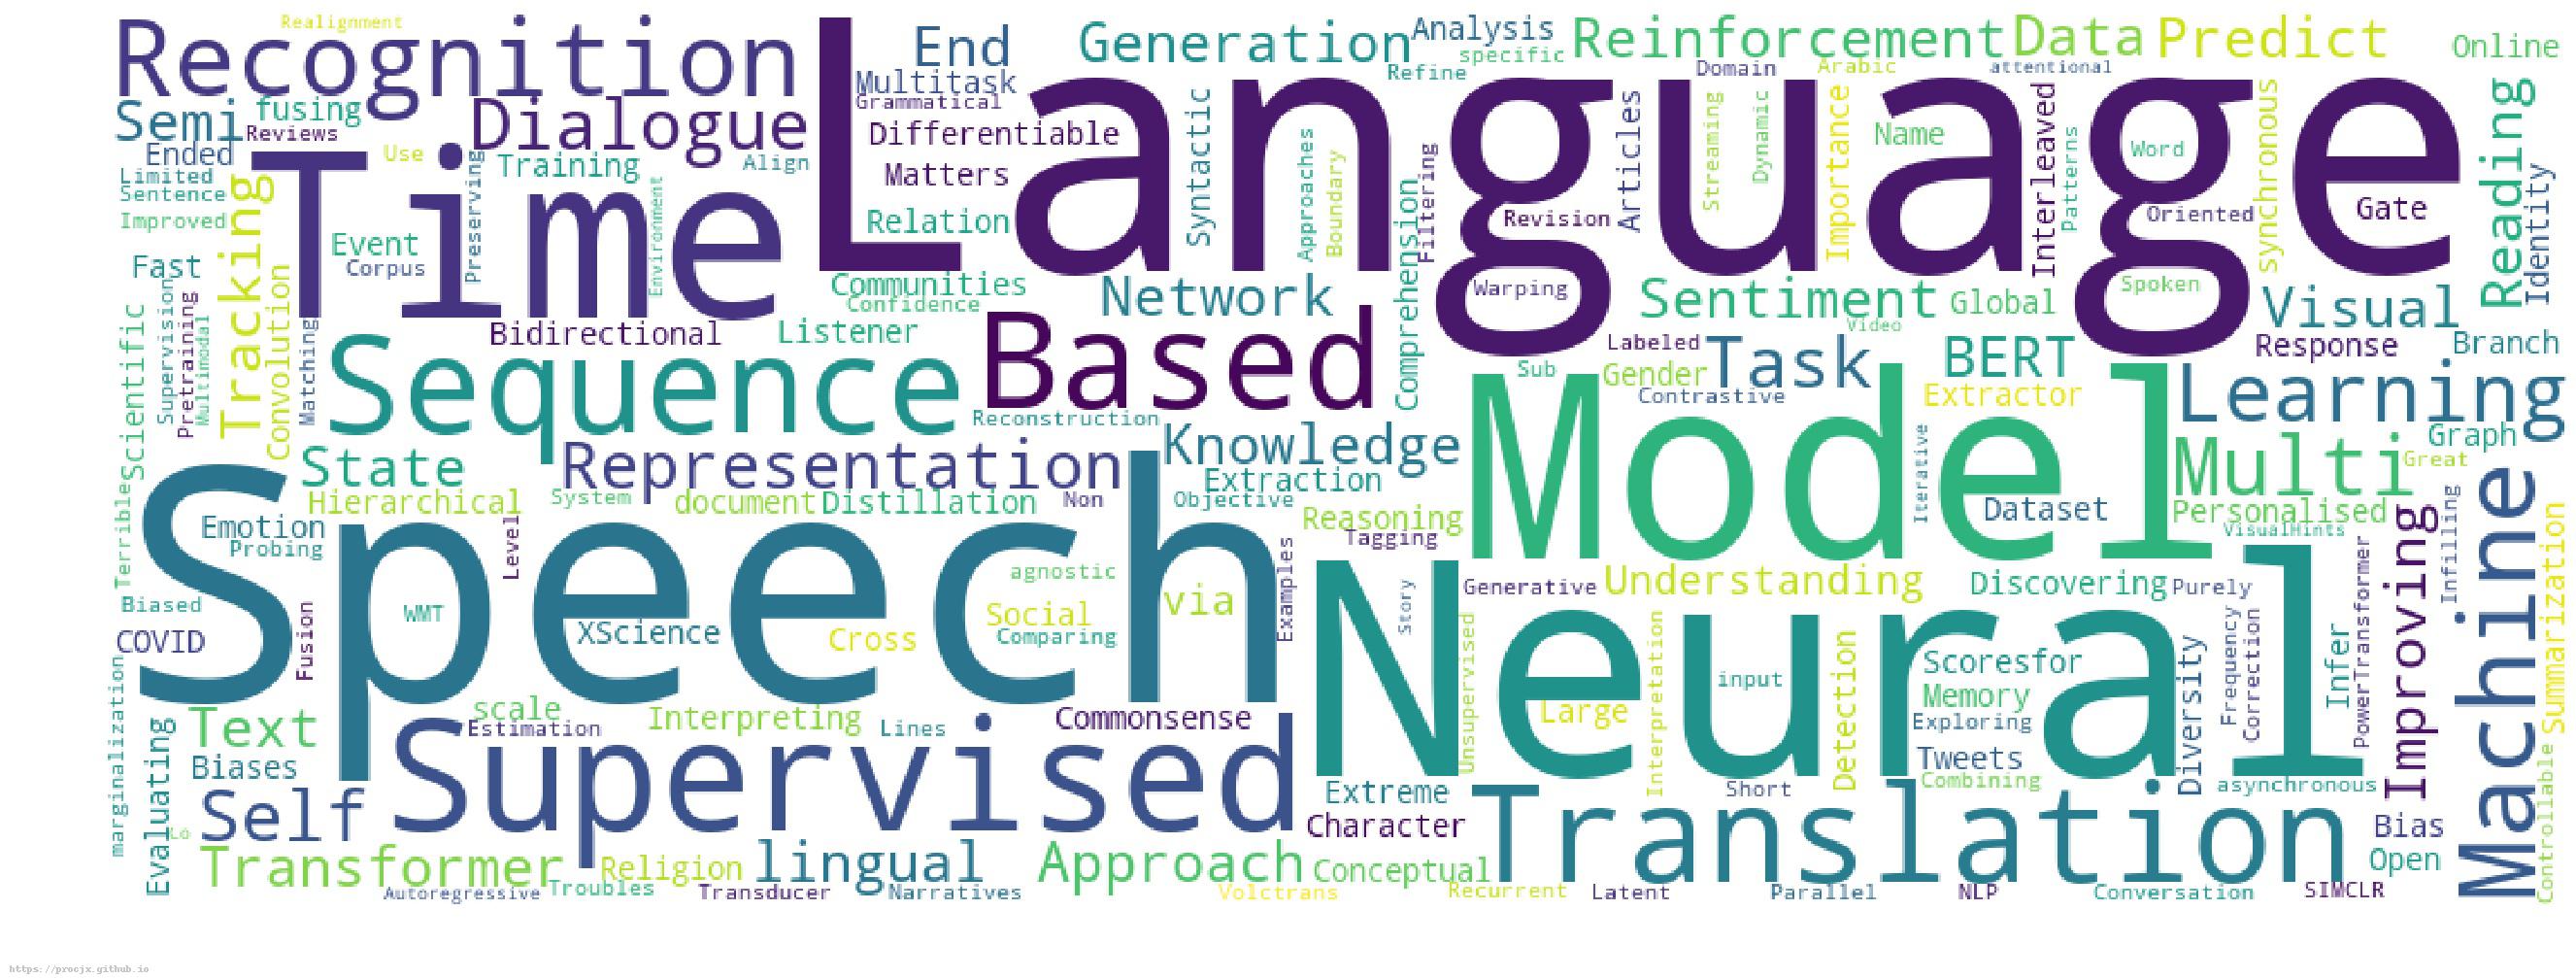 Realignment
Recognition
End
Generation
Analysis
specific
Reinforcement
Data
Predict
Online
Language
Multitask
Refine
Domain
Arabic
attentional
Semi
fusing
Reviews
Dialogue
Grammatical
Differentiable
Matters
Relation
Syntactic
Approaches
Boundary
Filtering
Articles
Streaming
Dynamic
Importance
Name
Interleaved
Patterns
Word
synchronous
Reading
Identity
Ended
Use
Training
Align
Limited
Sentence
Improved
Time
Tracking
Event
Corpus
Preserving
Environment
Comprehension
Revision
Oriented
Gate
Fast
Convolution
Communities
Confidence
Network
Warping
Sentiment
Global
Spoken
Visual
Video
Scientific
Supervision
Pretraining
Multimodal
Matching
Bidirectional
Listener
Based
Labeled
Task
BERT
Response
Branch
Sequence
Sub
Gender
Contrastive
Extractor
Learning
Reconstruction
Model
Knowledge
Graph
Great
State
Representation
Extraction
Iterative
Multi
Terrible
Hierarchical
System
document
Distillation
Non
Objective
Reasoning
Dataset
Personalised
VisualHints
Emotion
Probing
Level
Speech
Tagging
Infilling
Machine
Improving
Summarization
agnostic
Examples
Neural
Generative
Understanding
Discovering
Purely
PowerTransformer
Biased
COVID
WMT
Fusion
XScience
Cross
Social
Comparing
via
Story
Scoresfor
Memory
Exploring
Diversity
Frequency
Correction
Infer
marginalization
Evaluating
Text
scale
Estimation
Interpreting
Lines
Commonsense
Unsupervised
Large
Interpretation
input
Detection
Tweets
Combining
Biases
Self
Supervised
Extreme
Character
Short
asynchronous
Translation
Bias
Open
Controllable
Lo
Transformer
Religion
lingual
Approach
Conceptual
Autoregressive
Troubles
Transducer
Narratives
Volctrans
Recurrent
Latent
Parallel
NLP
Conversation
SIMCLR
https://procjx.github.io